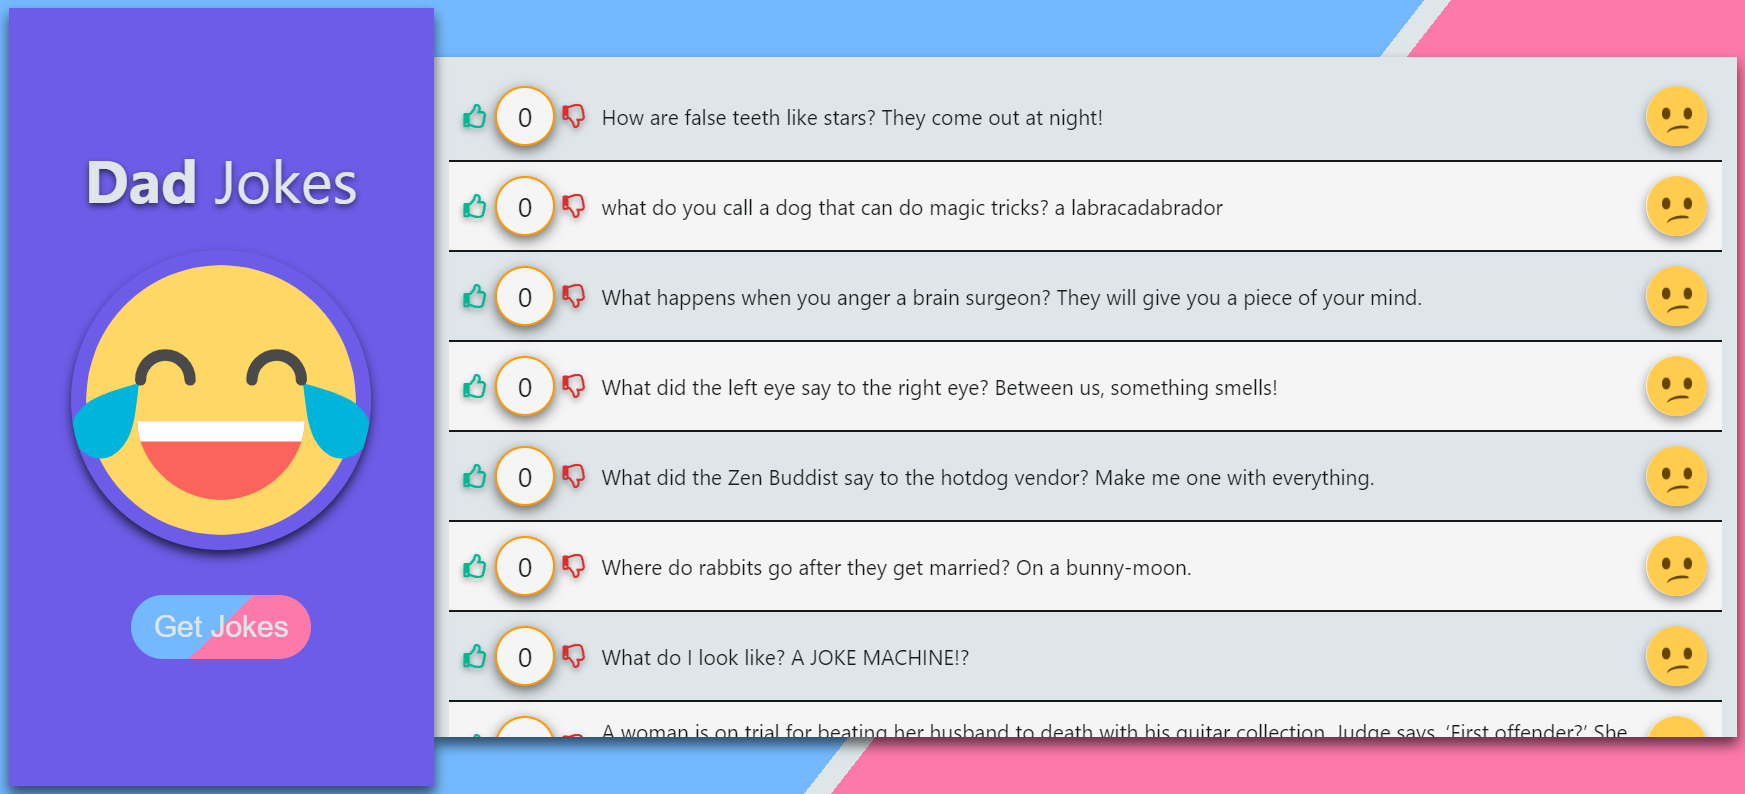 Dad Jokes
Get Jokes
0
How are false teeth like stars? They come out at night!
0
what do you call a dog that can do magic tricks? a labracadabrador
0
What happens when you anger a brain surgeon? They will give you a piece of your mind.
0
What did the left eye say to the right eye? Between us, something smells!
0
What did the Zen Buddist say to the hotdog vendor? Make me one with everything.
0
Where do rabbits go after they get married? On a bunny-moon.
0
What do I look like? A JOKE MACHINE!?
A woman is on trial for beating her husband to death with his guitar collection. Judge says, ‘First offender?’ She